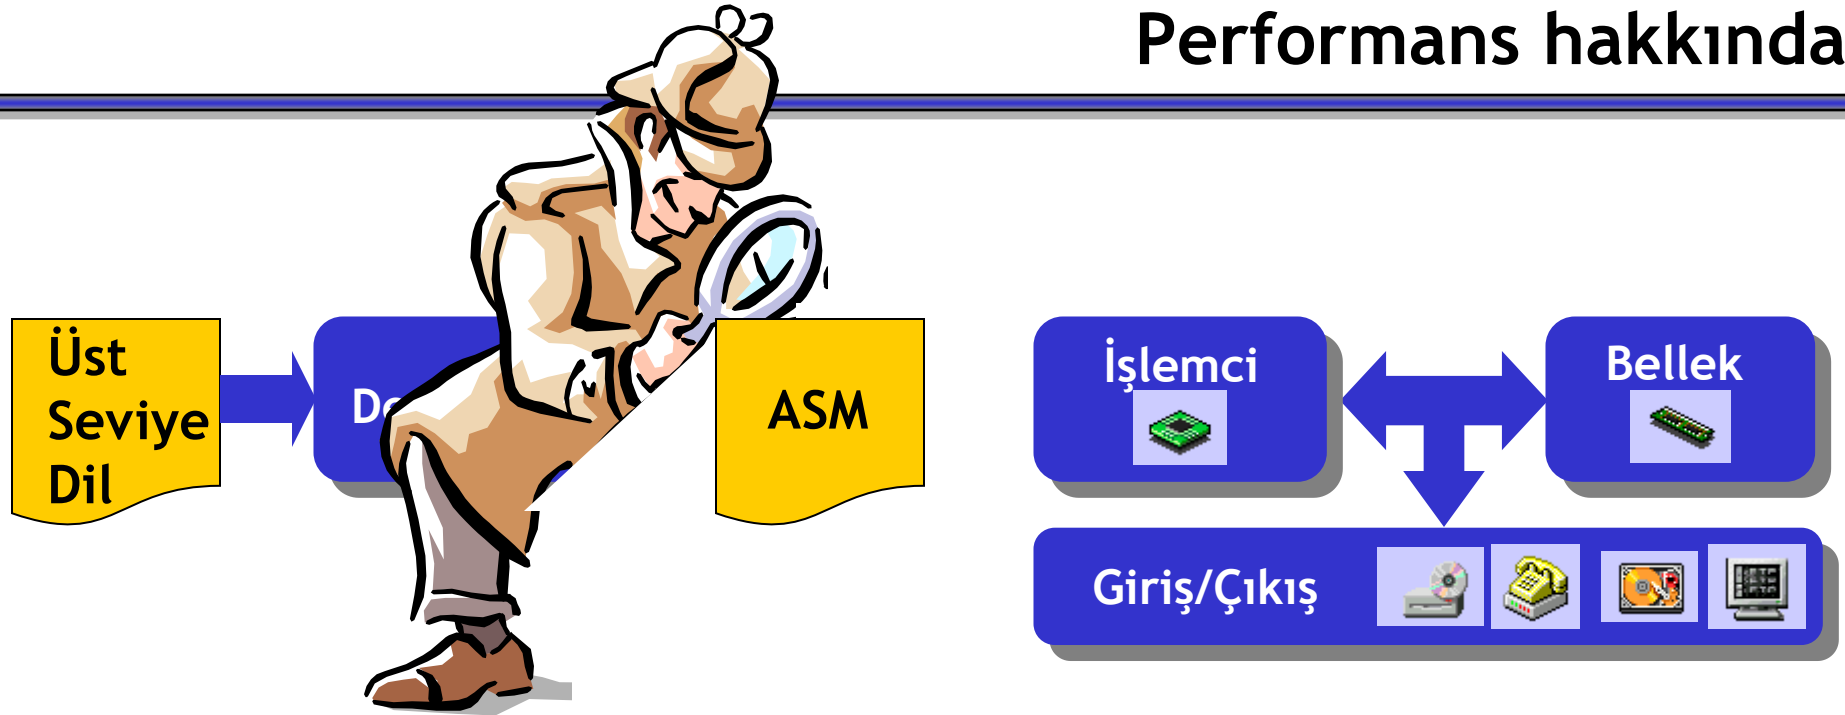 Performans hakkında
Üst
Seviye
Dil
ASM
İşlemci
Bellek
Giriş/Çıkış